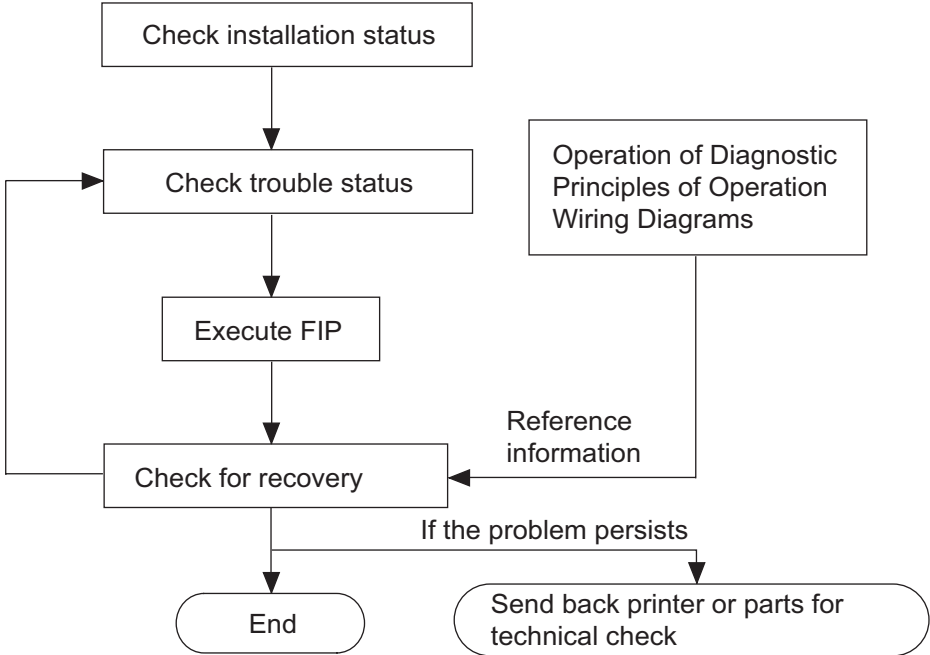 Check installation status
Check trouble status
Operation of Diagnostic
Principles of Operation
Wiring Diagrams
Execute FIP
Reference
information
Check for recovery
If the problem persists
End
Send back printer or parts for
technical check